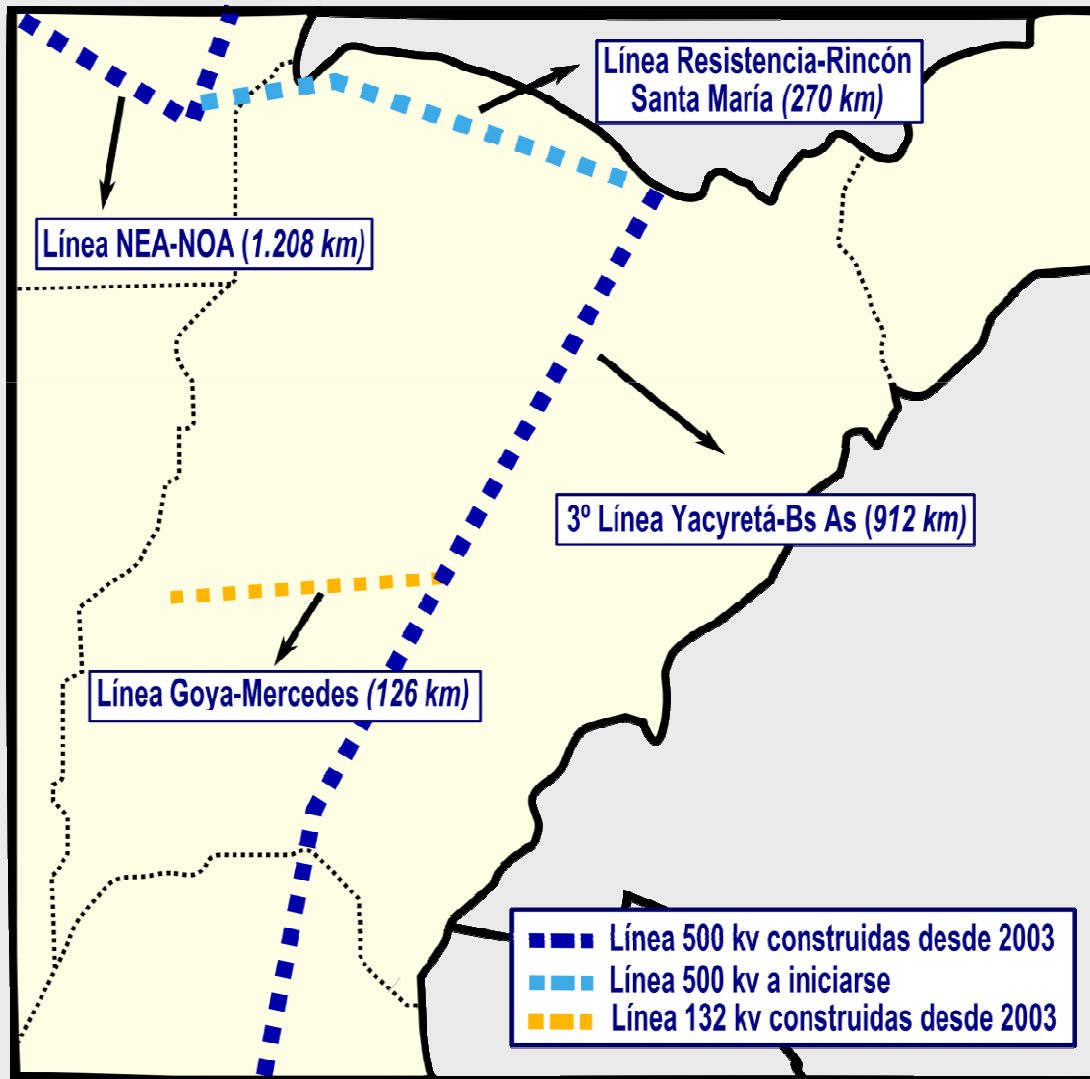 Línea Resistencia-Rincón
Santa María (270 km)
Línea NEA-NOA (1.208 km)
3º Línea Yacyretá-Bs As (912 km)
Línea Goya-Mercedes (126 km)
Línea 500 kv construidas desde 2003
Línea 500 kv a iniciarse
Línea 132 kv construidas desde 2003